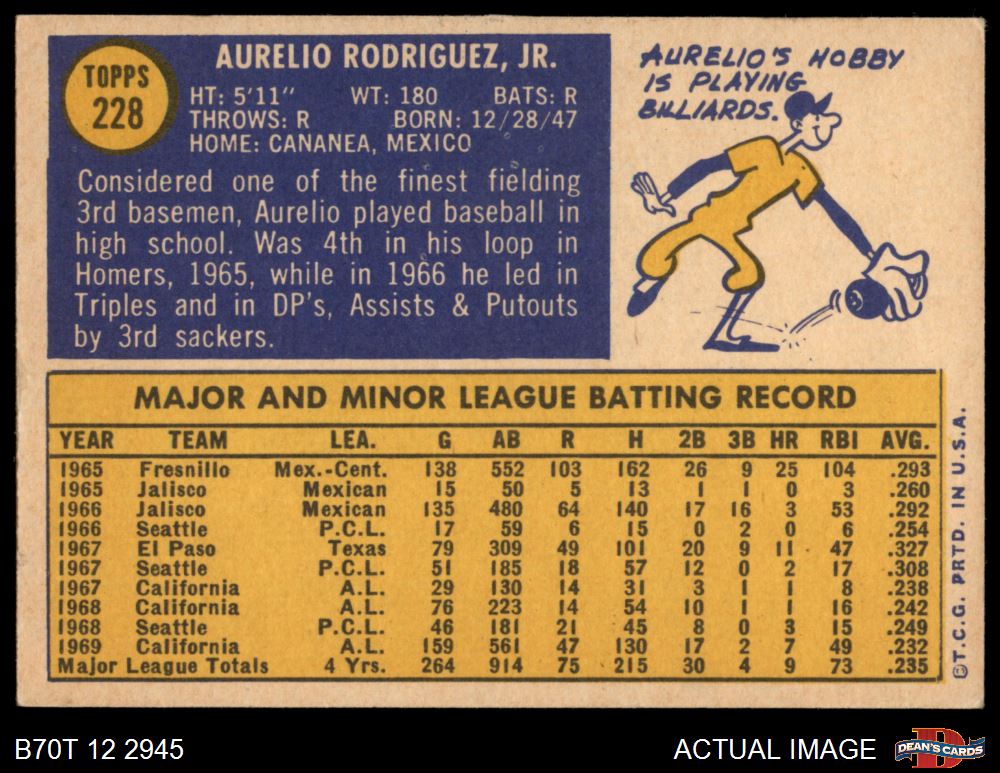 TOPPS
228
AURELIO RODRIGUEZ, JR.
HT: 5'11" WT: 180 BATS: R
THROWS: R BORN: 12/28/47
HOME: CANANEA, MEXICO
Considered one of the finest fielding
3rd basemen, Aurelio played baseball in
high school. Was 4th in his loop in
Homers, 1965, while in 1966 he led in
Triples and in DP's, Assists & Putouts
by 3rd sackers.
AURELIO'S HOBBY
IS PLAYING
BILLIARDS.
8
MAJOR AND MINOR LEAGUE BATTING RECORD
YEAR TEAM LEA. G AB R H 2B 3B HR RBI AVG.
1965 Fresnillo Mex.-Cent. 138 552 103 162 26 9 25 104 .293
1965 Jalisco Mexican 15 50 5 13 1 1 0 3 .260
1966 Jalisco Mexican 135 480 64 140 17 16 3 53 .292
1966 Seattle P.C.L. 17 59 6 15 0 2 0 6 .254
1967 El Paso Texas 79 309 49 101 20 9 11 47 .327
1967 Seattle P.C.L. 51 185 18 57 12 0 2 17 .308
1967 California A.L. 29 130 14 31 3 1 1 8 .238
1968 California A.L. 76 223 14 54 10 1 1 16 .242
1968 Seattle P.C.L. 46 181 21 45 8 0 3 15 .249
1969 California A.L. 159 561 47 130 17 2 7 49 .232
Major League Totals 4 Yrs. 264 914 75 215 30 4 9 73 .235
©T.C.G. PRTD. IN U.S.A.
B70T 12 2945
ACTUAL IMAGE
D
DEAN'S CARDS